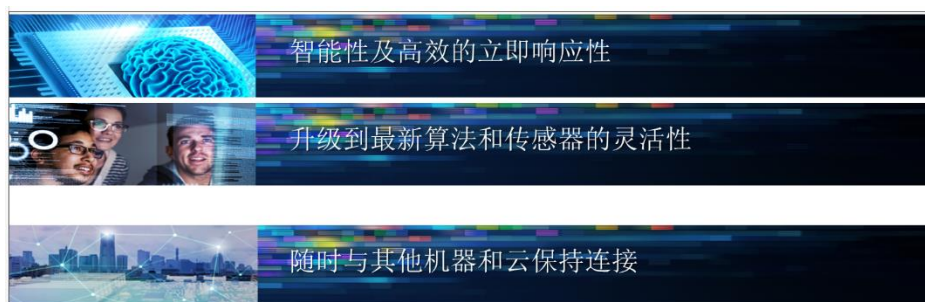 智能性及高效的立即响应性
升级到最新算法和传感器的灵活性
随时与其他机器和云保持连接